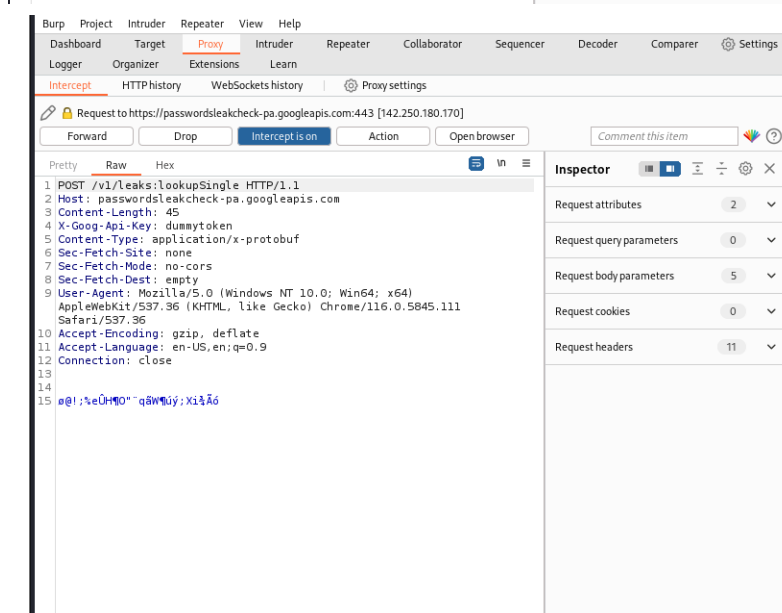 Burp Project Intruder Repeater View Help
Dashboard Target Proxy Intruder Repeater Collaborator Sequencer Decoder Comparer Settings
Logger Organizer Extensions Learn
Intercept HTTP history WebSockets history Proxy settings
Request to https://passwordsleakcheck-pa.googleapis.com:443 [142.250.180.170]
Forward Drop Intercept is on Action Open browser Comment this item
Pretty Raw Hex \n
Inspector
1 POST /v1/leaks:lookupSingle HTTP/1.1
2 Host: passwordsleakcheck-pa.googleapis.com
3 Content-Length: 45
4 X-Goog-Api-Key: dummytoken
5 Content-Type: application/x-protobuf
6 Sec-Fetch-Site: none
7 Sec-Fetch-Mode: no-cors
8 Sec-Fetch-Dest: empty
9 User-Agent: Mozilla/5.0 (Windows NT 10.0; Win64; x64)
AppleWebKit/537.36 (KHTML, like Gecko) Chrome/116.0.5845.111
Safari/537.36
10 Accept-Encoding: gzip, deflate
11 Accept-Language: en-US,en;q=0.9
12 Connection: close
13
14
15 ø@!;%eÛH¶O"¨qãW¶úý;Xi¾Ãó
Request attributes 2
Request query parameters 0
Request body parameters 5
Request cookies 0
Request headers 11